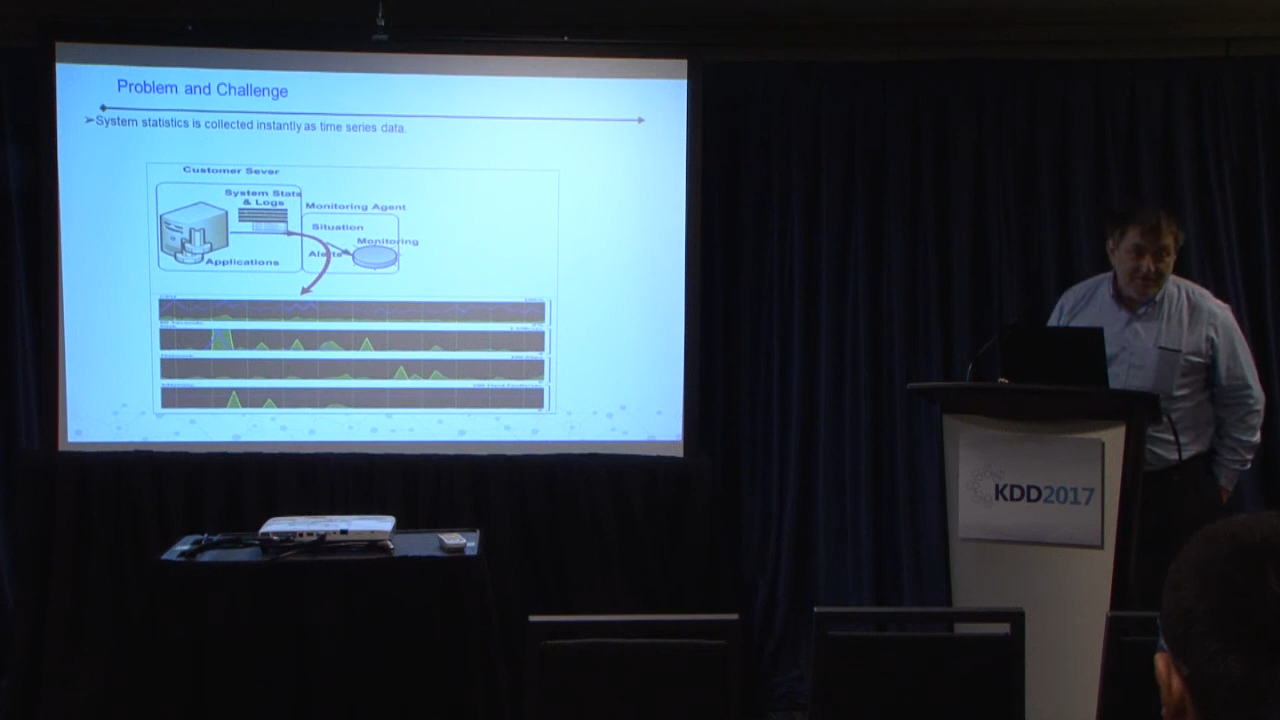 Problem and Challenge
➢System statistics is collected instantly as time series data.
Customer Sever
System Stats
& Logs
Monitoring Agent
Situation
Monitoring
Alerts
Applications
KDD2017